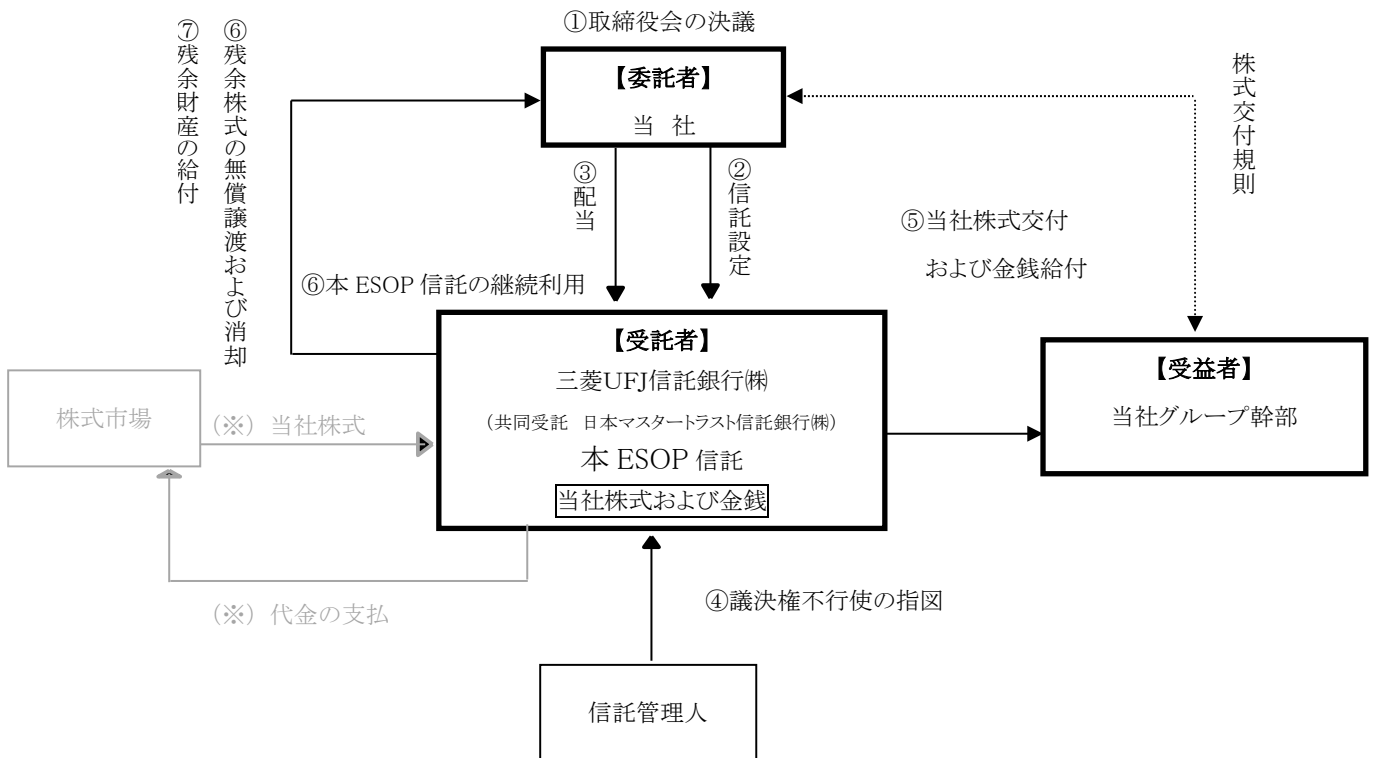 ①取締役会の決議
⑦残余財産の給付
⑥残余株式の無償譲渡および消却
【委託者】
当 社
株式交付規則
③配当
②信託設定
⑤当社株式交付
および金銭給付
⑥本 ESOP 信託の継続利用
【受託者】
三菱UFJ信託銀行㈱
(共同受託 日本マスタートラスト信託銀行㈱)
本 ESOP 信託
当社株式および金銭
【受益者】
当社グループ幹部
株式市場
(※) 当社株式
(※) 代金の支払
④議決権不行使の指図
信託管理人